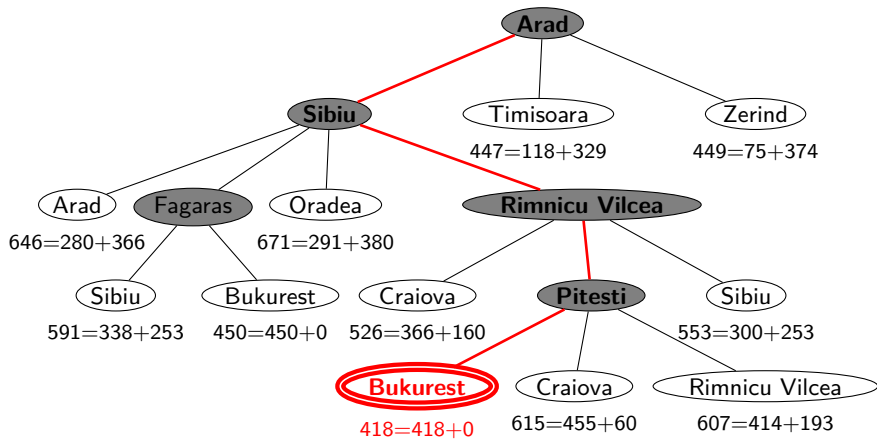 Arad
Sibiu Timisoara Zerind
447=118+329 449=75+374
Arad Fagaras Oradea Rimnicu Vilcea
646=280+366 671=291+380
Sibiu Bukurest Craiova Pitesti Sibiu
591=338+253 450=450+0 526=366+160 553=300+253
Bukurest Craiova Rimnicu Vilcea
418=418+0 615=455+60 607=414+193